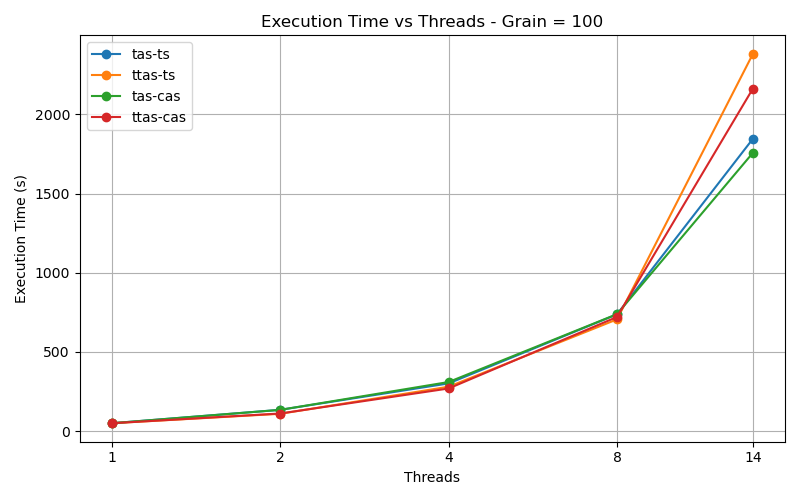 Execution Time vs Threads - Grain = 100
tas-ts
ttas-ts
tas-cas
ttas-cas
Execution Time (s)
2000
1500
1000
500
0
1 2 4 8 14
Threads